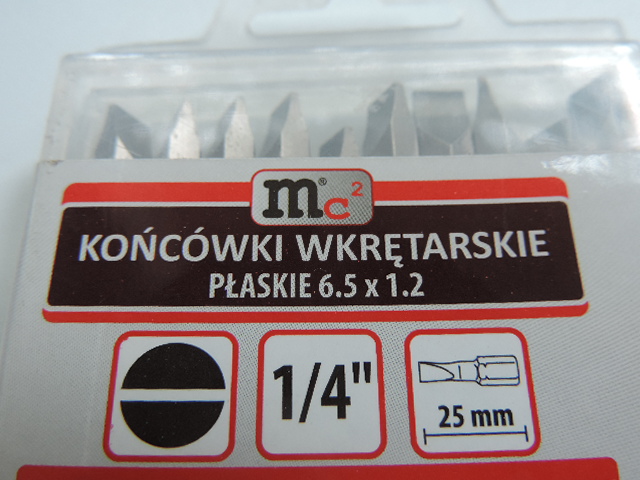 mc²®
KOŃCÓWKI WKRĘTARSKIE
PŁASKIE 6.5 x 1.2
1/4"
25 mm